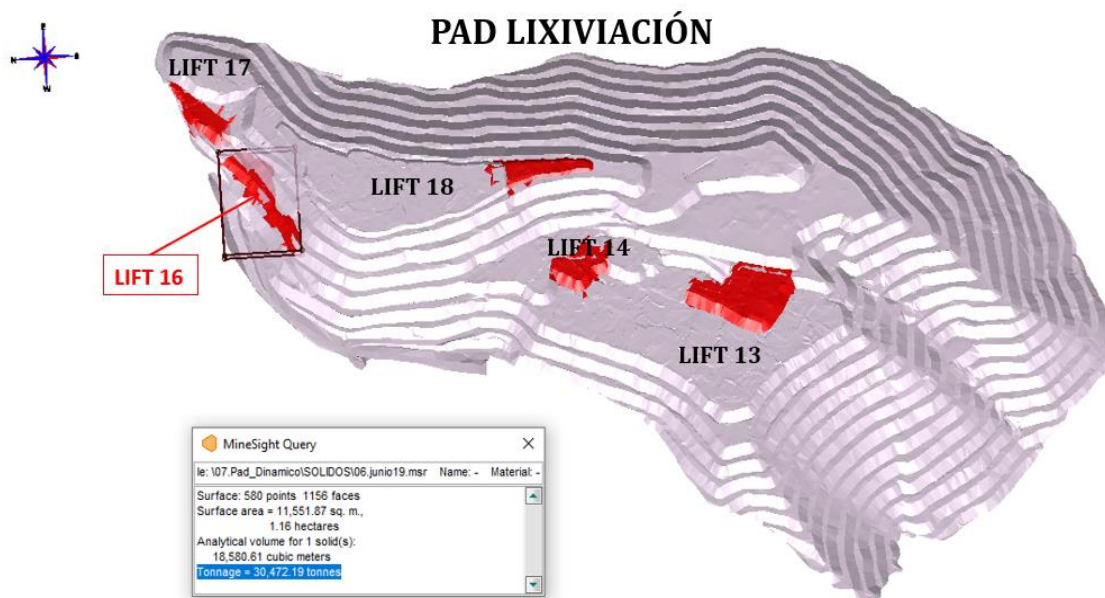 PAD LIXIVIACIÓN
LIFT 17
LIFT 18
LIFT 16
LIFT 14
LIFT 13
MineSight Query
le: \07.Pad_Dinamico\SOLIDOS\06.junio19.msr Name: - Material: -
Surface: 580 points 1156 faces
Surface area = 11,551.87 sq. m.,
1.16 hectares
Analytical volume for 1 solid(s):
18,580.61 cubic meters
Tonnage = 30,472.19 tonnes